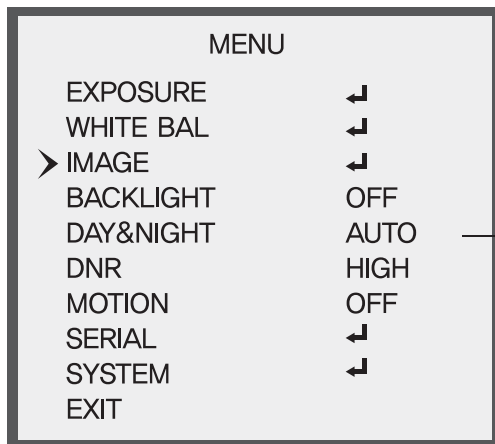 MENU
EXPOSURE ↲
WHITE BAL ↲
IMAGE ↲
BACKLIGHT OFF
DAY&NIGHT AUTO
DNR HIGH
MOTION OFF
SERIAL ↲
SYSTEM ↲
EXIT